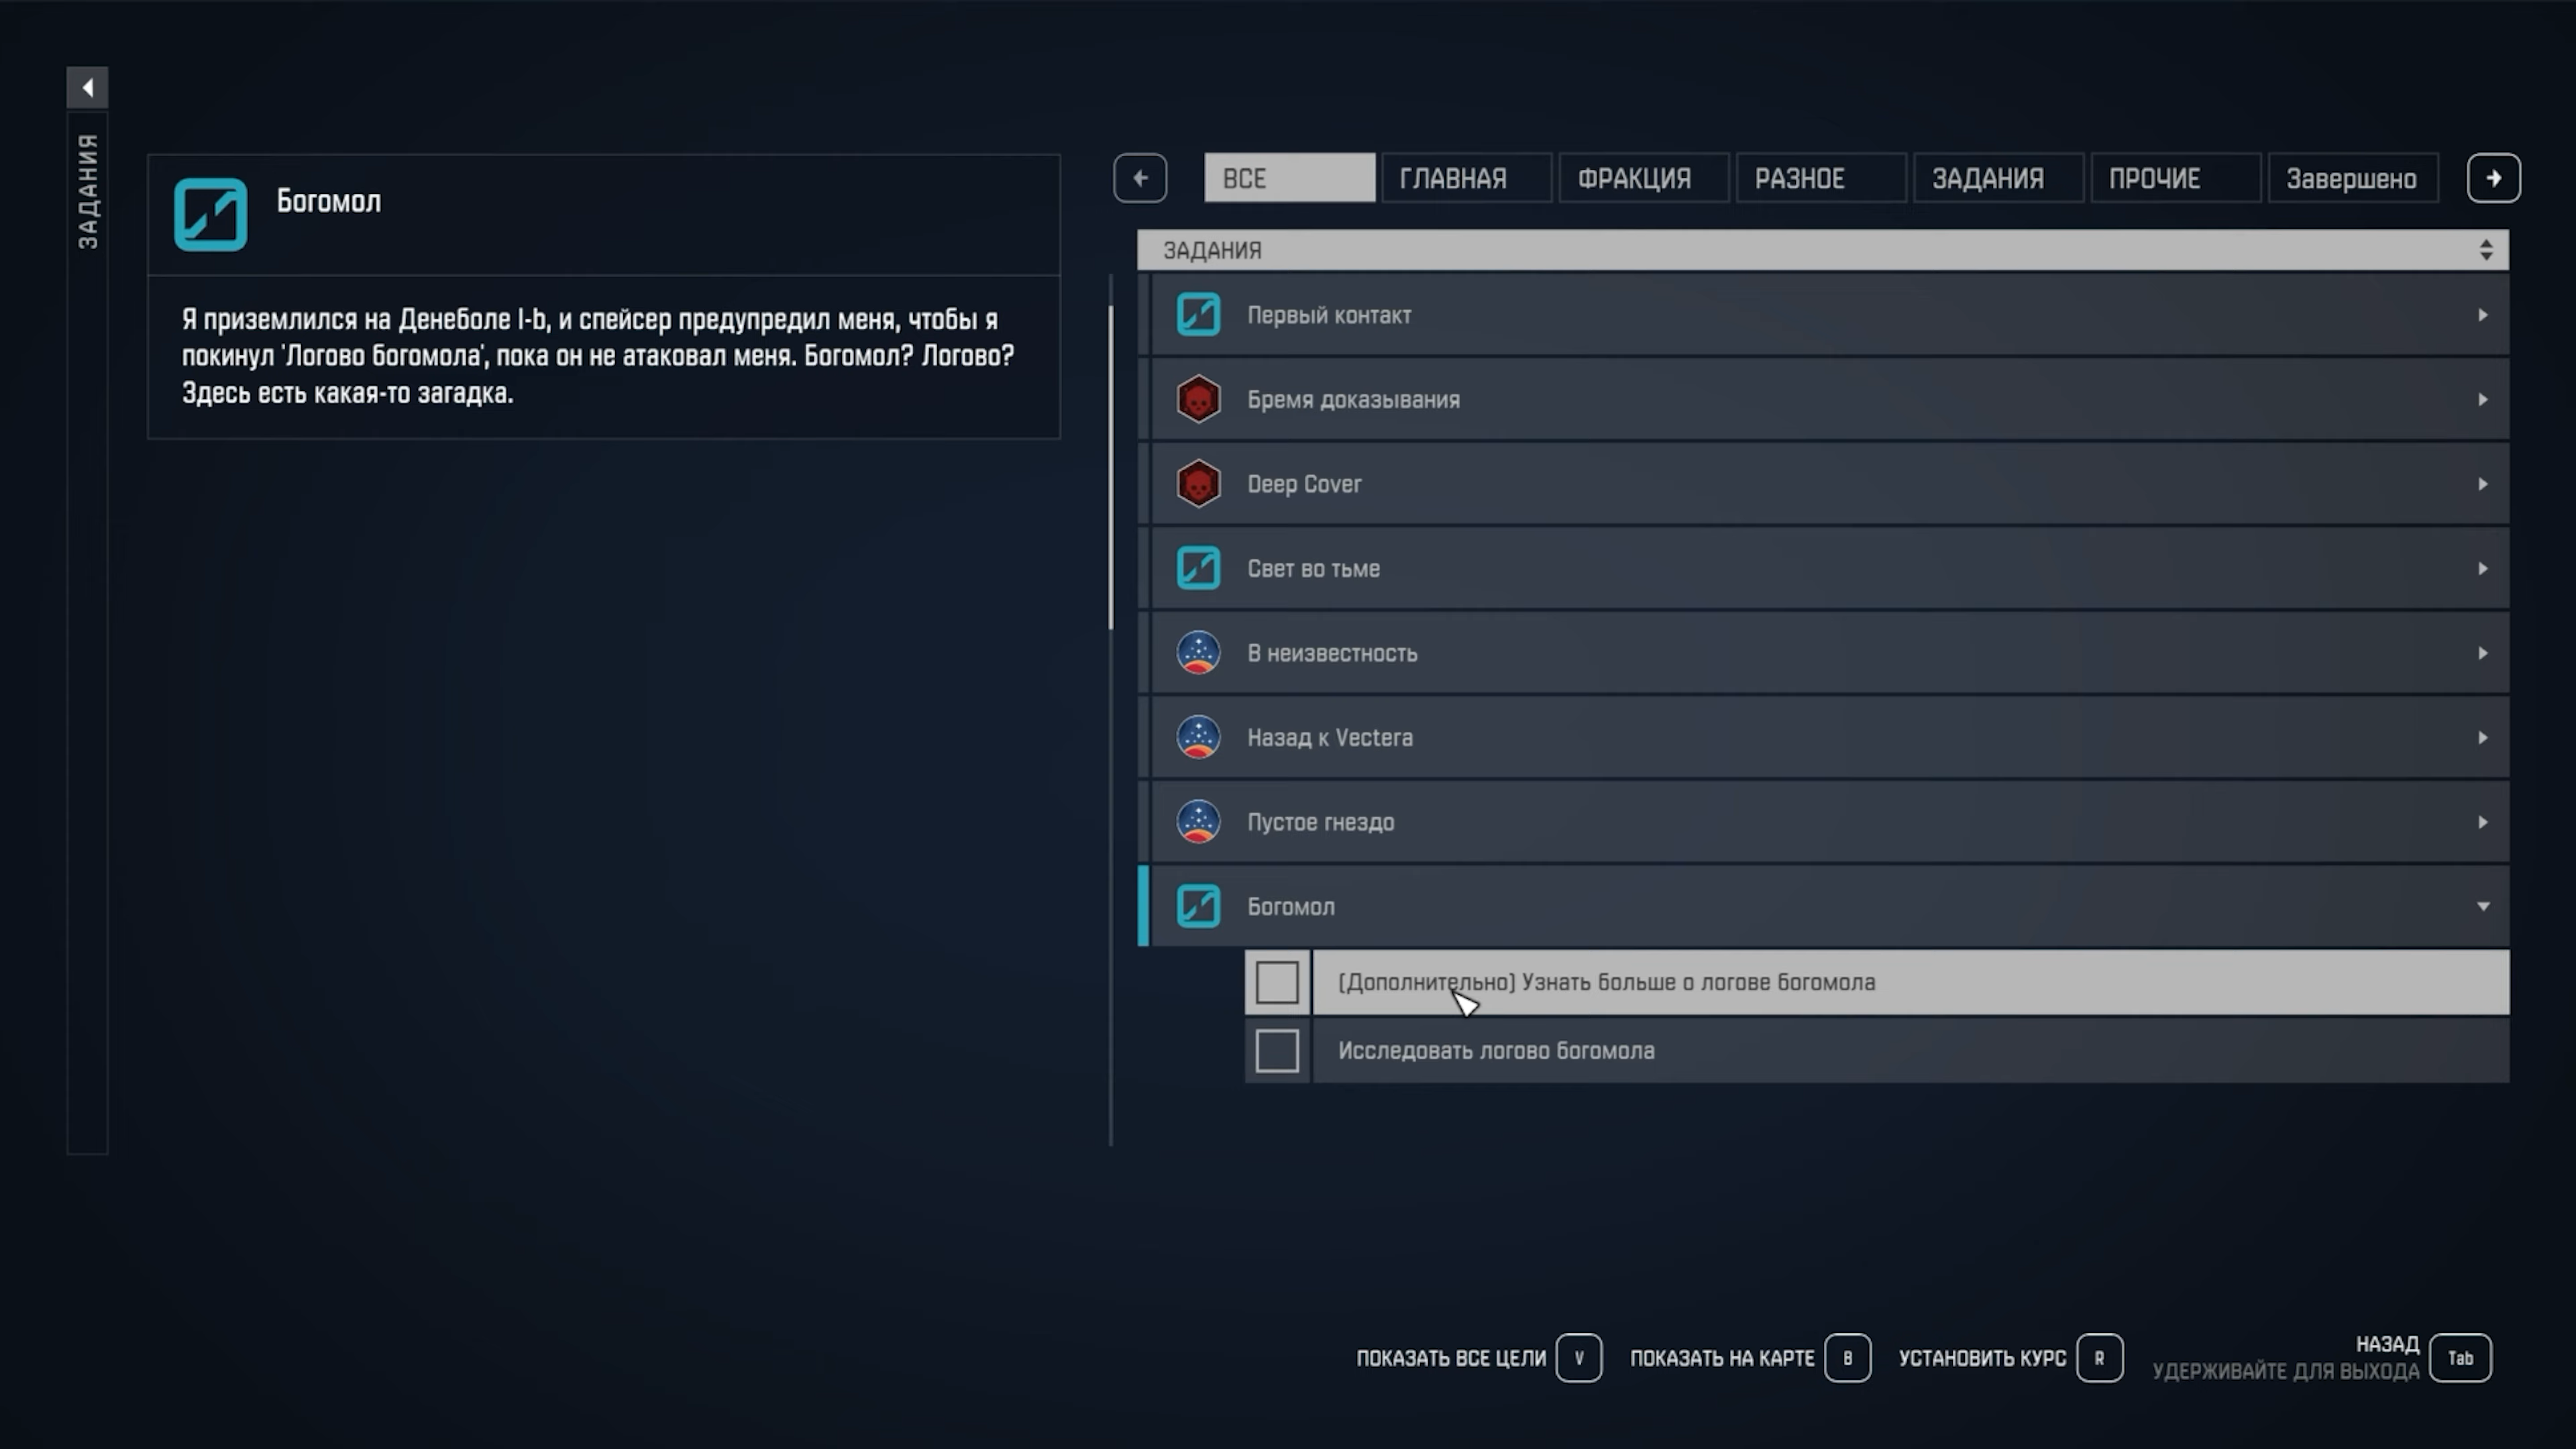 ЗАДАНИЯ
Богомол
Я приземлился на Денеболе I-b, и спейсер предупредил меня, чтобы я
покинул 'Логово богомола', пока он не атаковал меня. Богомол? Логово?
Здесь есть какая-то загадка.
ВСЕ
ГЛАВНАЯ
ФРАКЦИЯ
РАЗНОЕ
ЗАДАНИЯ
ПРОЧИЕ
Завершено
ЗАДАНИЯ
Первый контакт
Бремя доказывания
Deep Cover
Свет во тьме
В неизвестность
Назад к Vectera
Пустое гнездо
Богомол
(Дополнительно) Узнать больше о логове богомола
Исследовать логово богомола
ПОКАЗАТЬ ВСЕ ЦЕЛИ V
ПОКАЗАТЬ НА КАРТЕ B
УСТАНОВИТЬ КУРС R
НАЗАД
УДЕРЖИВАЙТЕ ДЛЯ ВЫХОДА
Tab